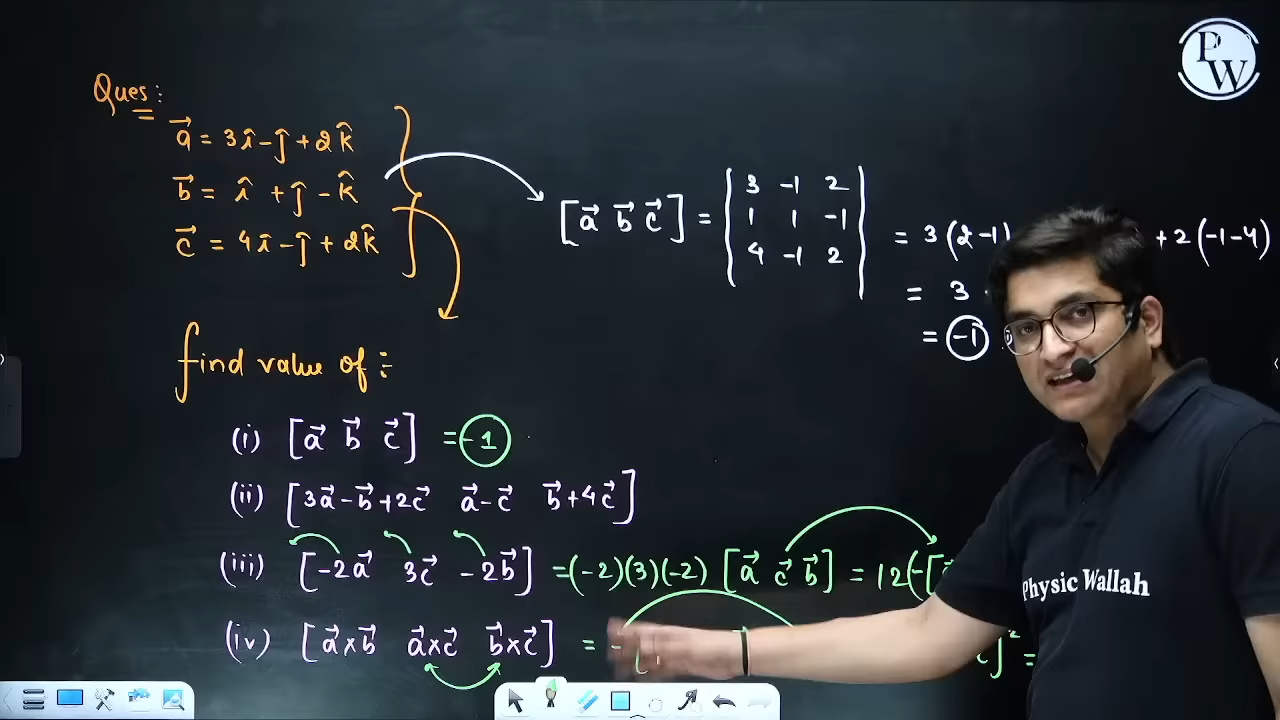 PW
Ques:
a⃗ = 3î - ĵ + 2k̂
b⃗ = î + ĵ - k̂
c⃗ = 4î - ĵ + 2k̂
[a⃗ b⃗ c⃗] = | 3 -1 2 |
| 1 1 -1 |
| 4 -1 2 |
= 3(2-1) + 2(-1-4)
= 3
= -1
find value of :-
(i) [a⃗ b⃗ c⃗] = -1
(ii) [3a⃗ - b⃗ + 2c⃗ a⃗ - c⃗ b⃗ + 4c⃗]
(iii) [-2a⃗ 3c⃗ -2b⃗] = (-2)(3)(-2) [a⃗ c⃗ b⃗] = 12(-[
(iv) [a⃗×b⃗ a⃗×c⃗ b⃗×c⃗] = - ]² =
Physic Wallah